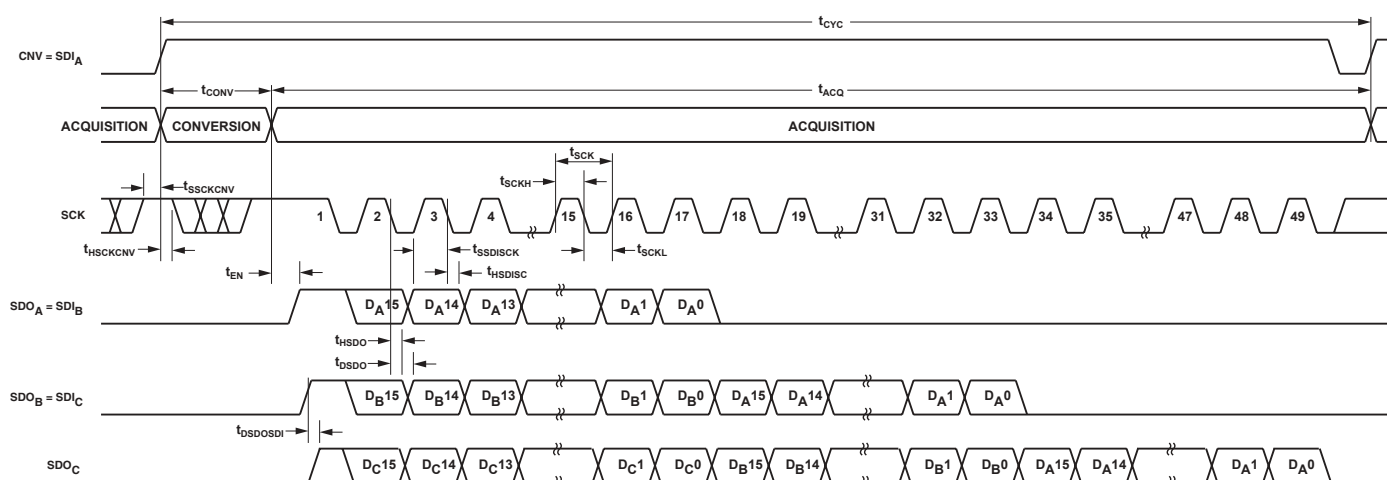 tCYC
CNV = SDIA
tCONV
tACQ
ACQUISITION CONVERSION ACQUISITION
tSCK
tSCKH
tSSCKCNV
SCK 1 2 3 4 15 16 17 18 19 31 32 33 34 35 47 48 49
tHSCKCNV
tSSDISCK
tSCKL
tEN
tHSDISC
SDOA = SDIB DA15 DA14 DA13 DA1 DA0
tHSDO
tDSDO
SDOB = SDIC DB15 DB14 DB13 DB1 DB0 DA15 DA14 DA1 DA0
tDSDOSDI
SDOC DC15 DC14 DC13 DC1 DC0 DB15 DB14 DB1 DB0 DA15 DA14 DA1 DA0